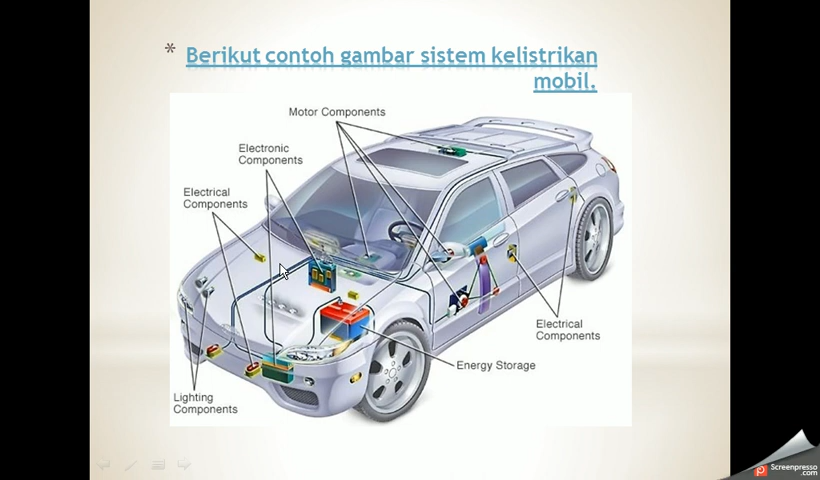 * Berikut contoh gambar sistem kelistrikan
mobil.
Motor Components
Electronic
Components
Electrical
Components
Electrical
Components
Energy Storage
Lighting
Components
Screenpresso
.com